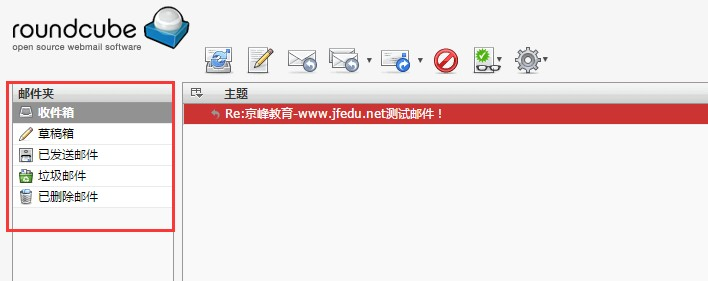 roundcube
open source webmail software
邮件夹
收件箱
草稿箱
已发送邮件
垃圾邮件
已删除邮件
主题
Re:京峰教育-www.jfedu.net测试邮件！